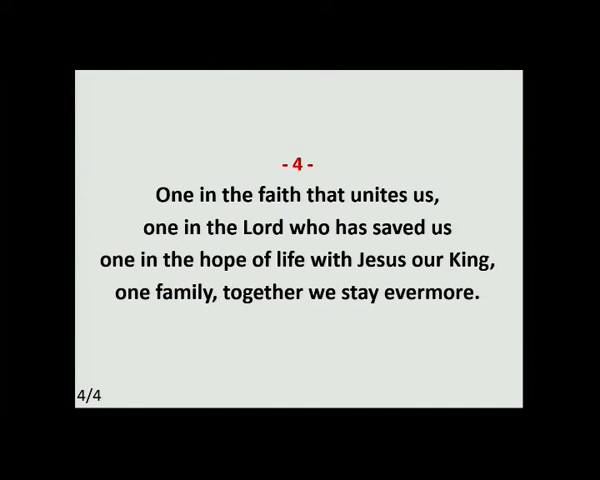 - 4 -
One in the faith that unites us,
one in the Lord who has saved us
one in the hope of life with Jesus our King,
one family, together we stay evermore.
4/4